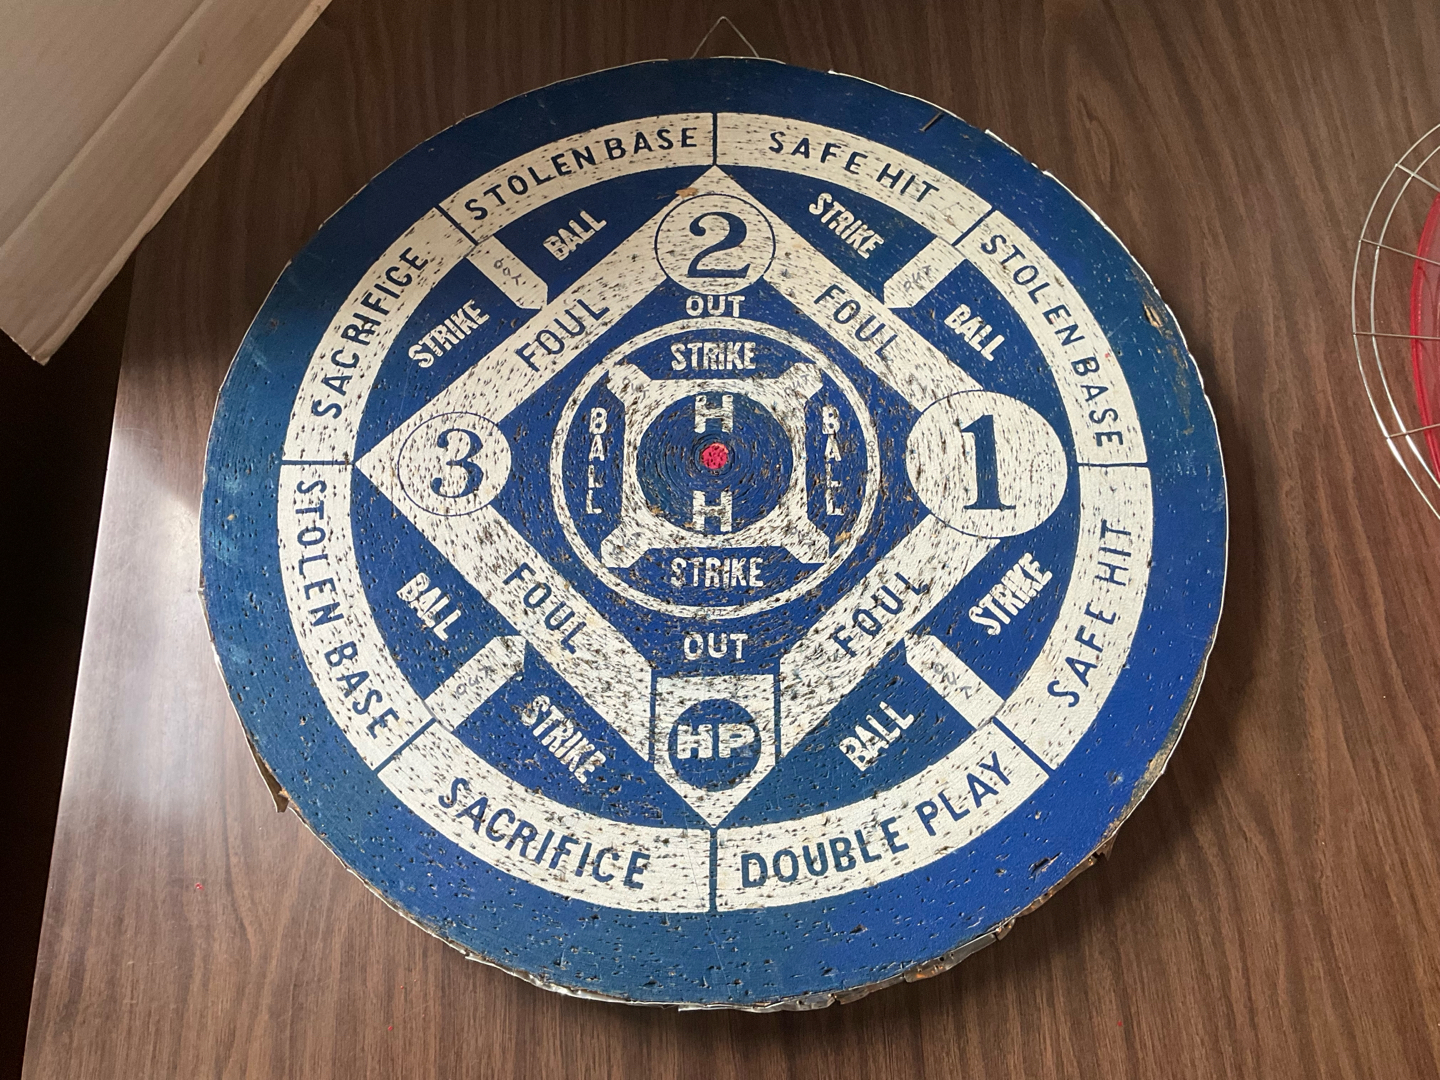 STOLEN BASE
SAFE HIT
SACRIFICE
STOLEN BASE
STRIKE
BALL
2
STRIKE
BALL
FOUL
OUT
FOUL
STRIKE
3
BALL
H
H
BALL
1
STRIKE
FOUL
OUT
FOUL
STOLEN BASE
SAFE HIT
BALL
STRIKE
HP
BALL
STRIKE
SACRIFICE
DOUBLE PLAY